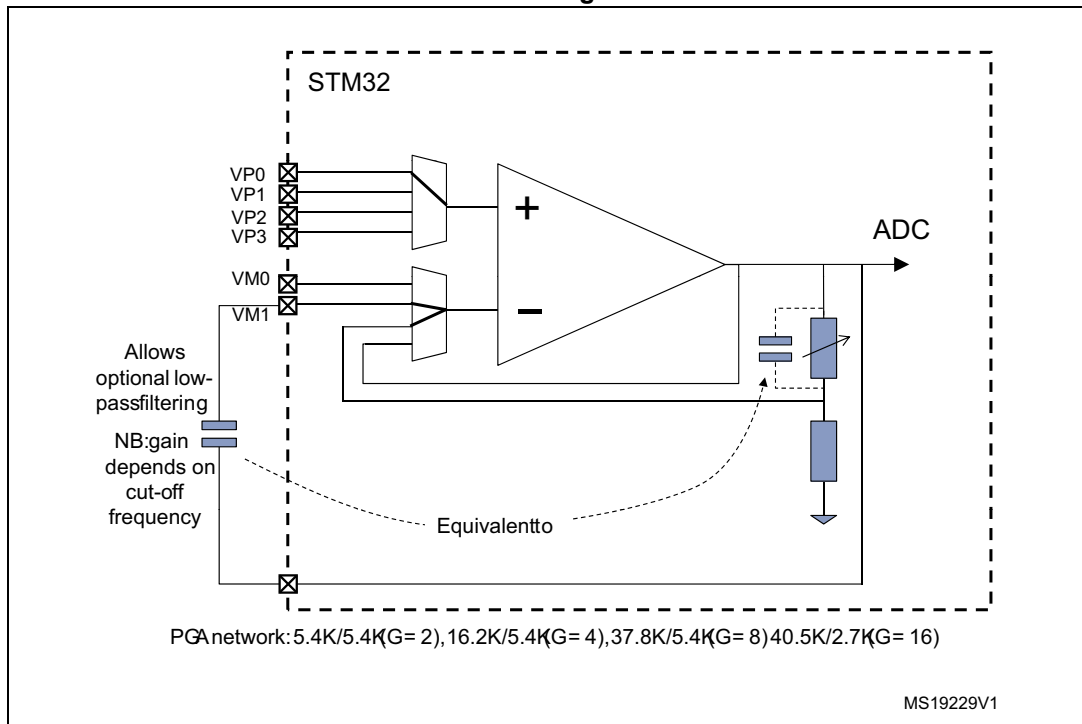 STM32
VP0
VP1
VP2
VP3
VM0
VM1
+
−
ADC
Allows
optional low-
passfiltering
NB:gain
depends on
cut-off
frequency
Equivalentto
PGAnetwork:5.4K/5.4K(G=2),16.2K/5.4K(G=4),37.8K/5.4K(G=8)40.5K/2.7K(G=16)
MS19229V1